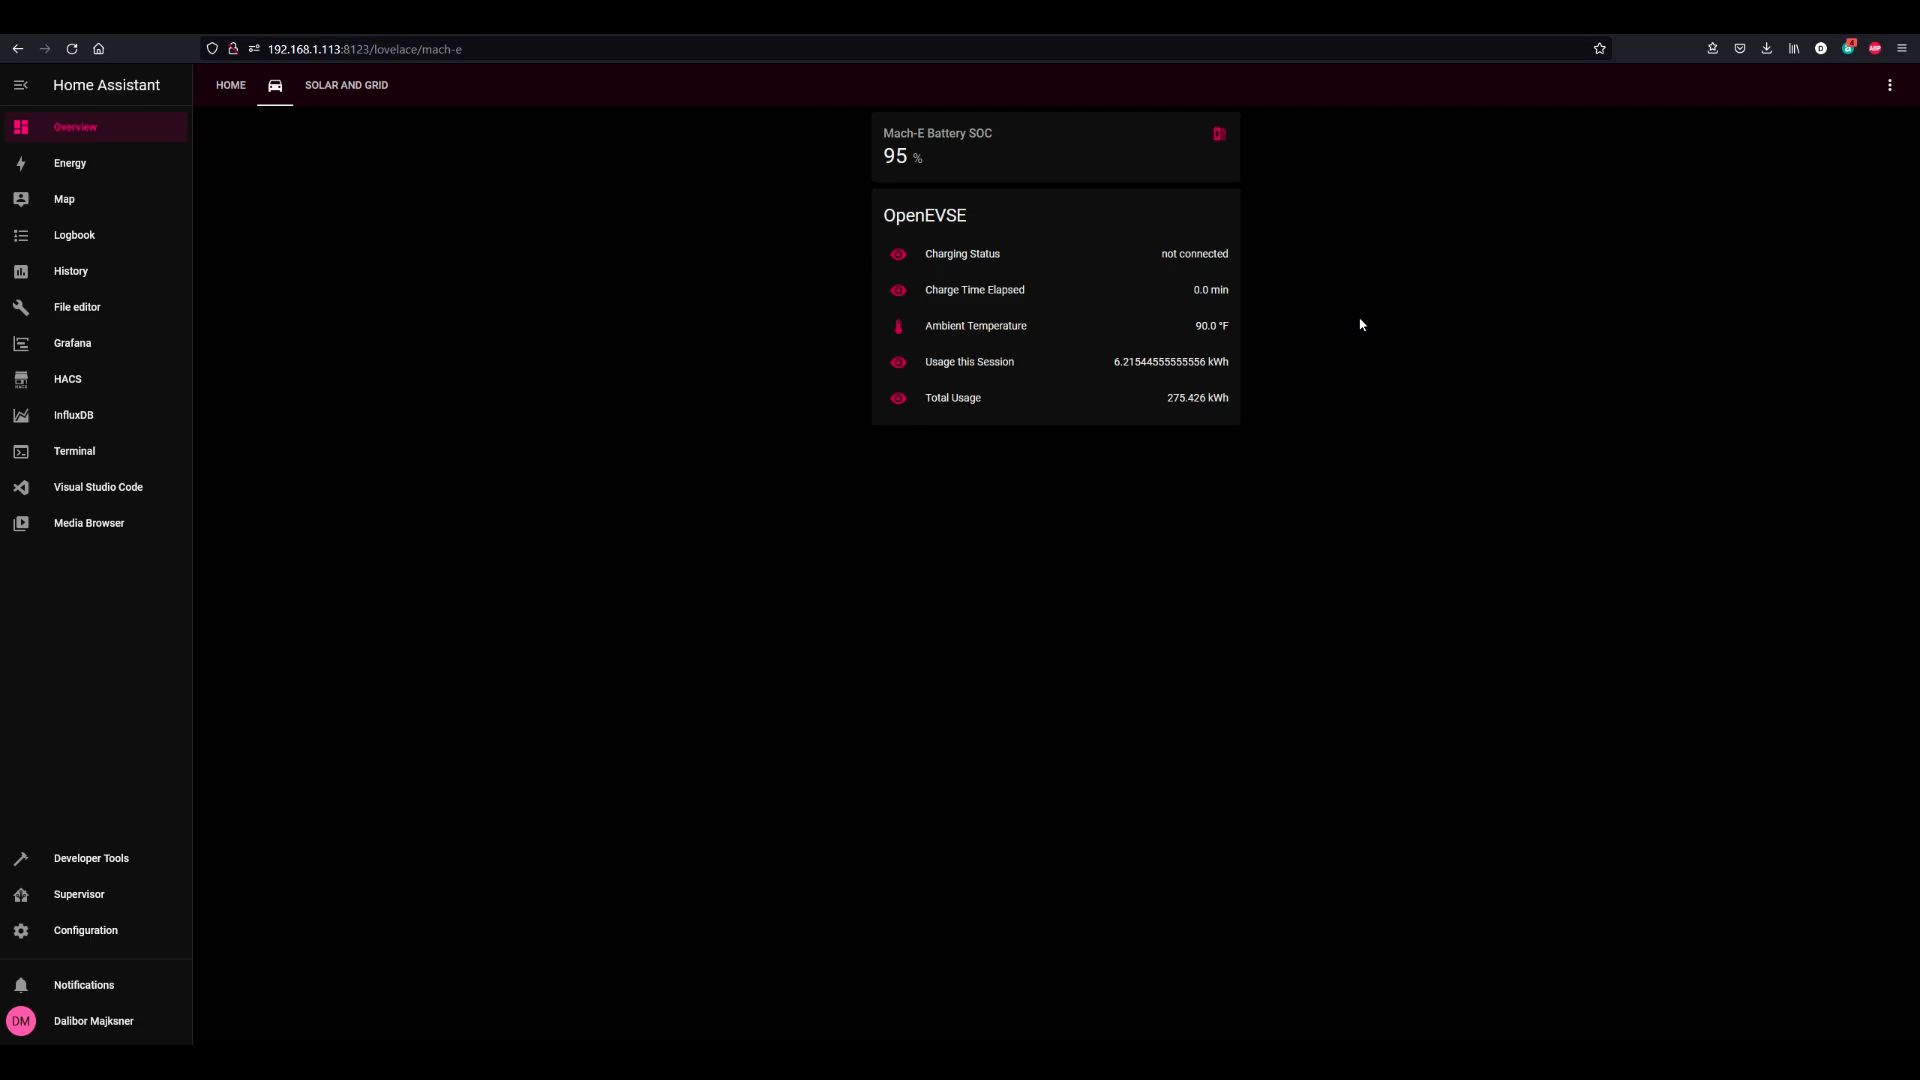 192.168.1.113:8123/lovelace/mach-e
4
ABP
Home Assistant
HOME
SOLAR AND GRID
Overview
Energy
Map
Logbook
History
File editor
Grafana
HACS
InfluxDB
Terminal
Visual Studio Code
Media Browser
Developer Tools
Supervisor
Configuration
Notifications
DM Dalibor Majksner
Mach-E Battery SOC
95 %
OpenEVSE
Charging Status not connected
Charge Time Elapsed 0.0 min
Ambient Temperature 90.0 °F
Usage this Session 6.21544555555556 kWh
Total Usage 275.426 kWh